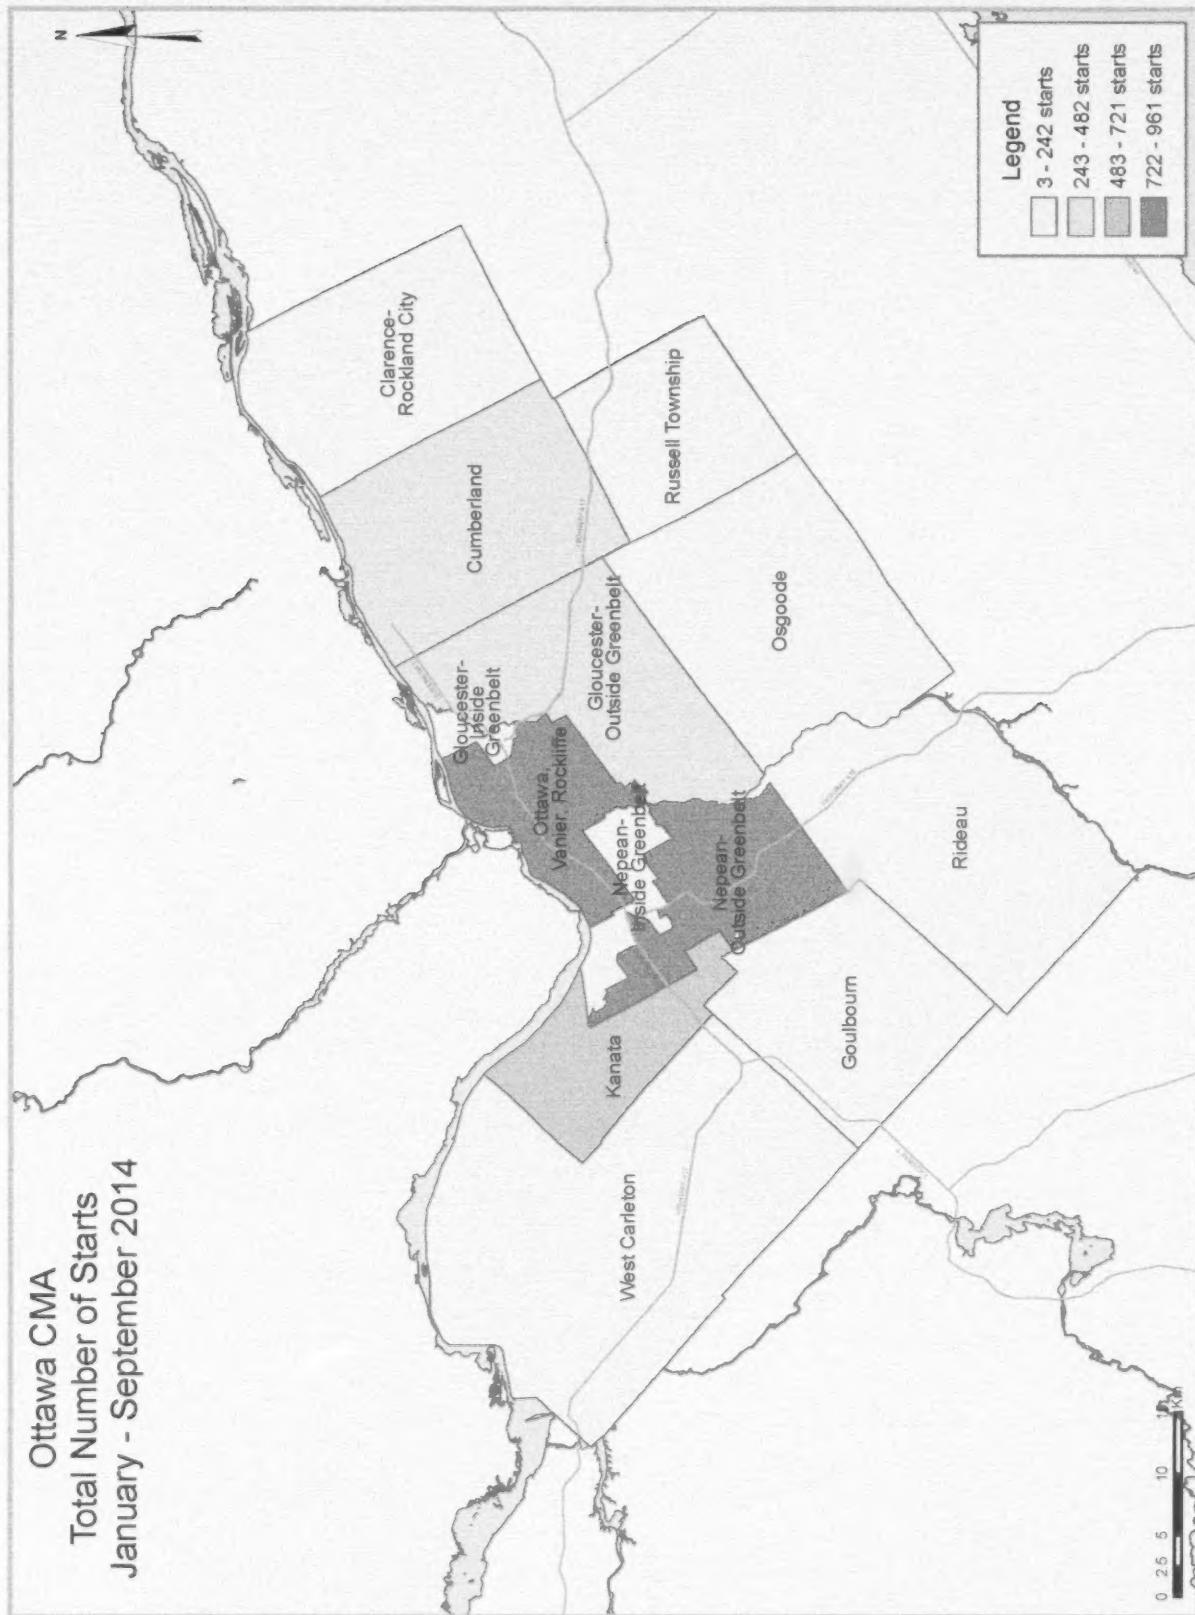 Ottawa CMA
Total Number of Starts
January - September 2014
N
Clarence-
Rockland City
Cumberland
Russell Township
Gloucester-
Inside
Greenbelt
Gloucester-
Outside Greenbelt
Osgoode
Ottawa,
Vanier, Rockliffe
Nepean-
Inside Greenbelt
Nepean-
Outside Greenbelt
Rideau
Kanata
Goulbourn
West Carleton
Legend
3 - 242 starts
243 - 482 starts
483 - 721 starts
722 - 961 starts
0 2.5 5 10